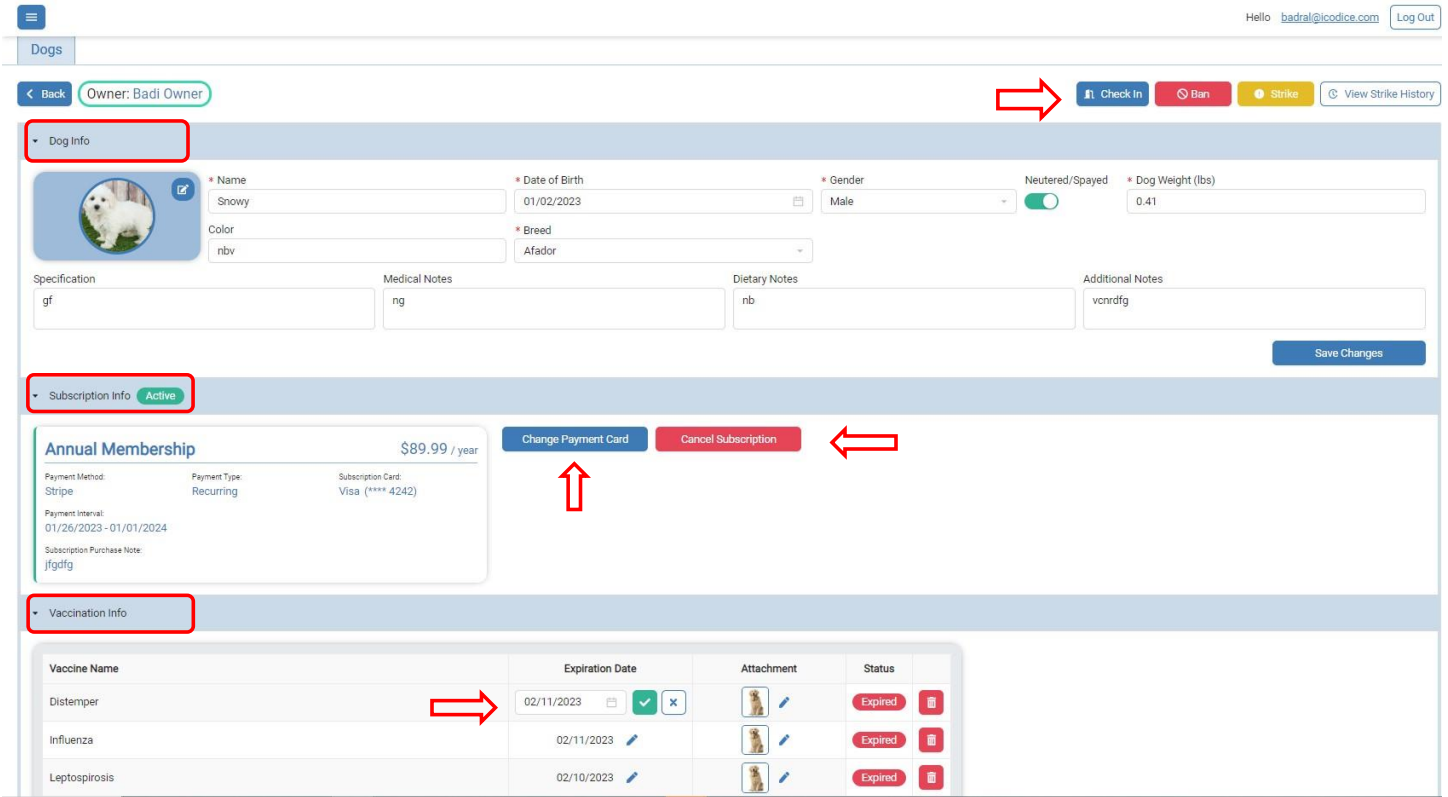 Hello badral@icodice.com Log Out
Dogs
Back Owner: Badi Owner Check In Ban Strike View Strike History
Dog Info
* Name * Date of Birth * Gender Neutered/Spayed * Dog Weight (lbs)
Snowy 01/02/2023 Male 0.41
Color * Breed
nbv Afador
Specification Medical Notes Dietary Notes Additional Notes
gf ng nb vcnrdfg
Save Changes
Subscription Info Active
Annual Membership $89.99 / year Change Payment Card Cancel Subscription
Payment Method: Payment Type: Subscription Card:
Stripe Recurring Visa (**** 4242)
Payment Interval:
01/26/2023 - 01/01/2024
Subscription Purchase Note:
jfgdfg
Vaccination Info
Vaccine Name Expiration Date Attachment Status
Distemper 02/11/2023 Expired
Influenza 02/11/2023 Expired
Leptospirosis 02/10/2023 Expired